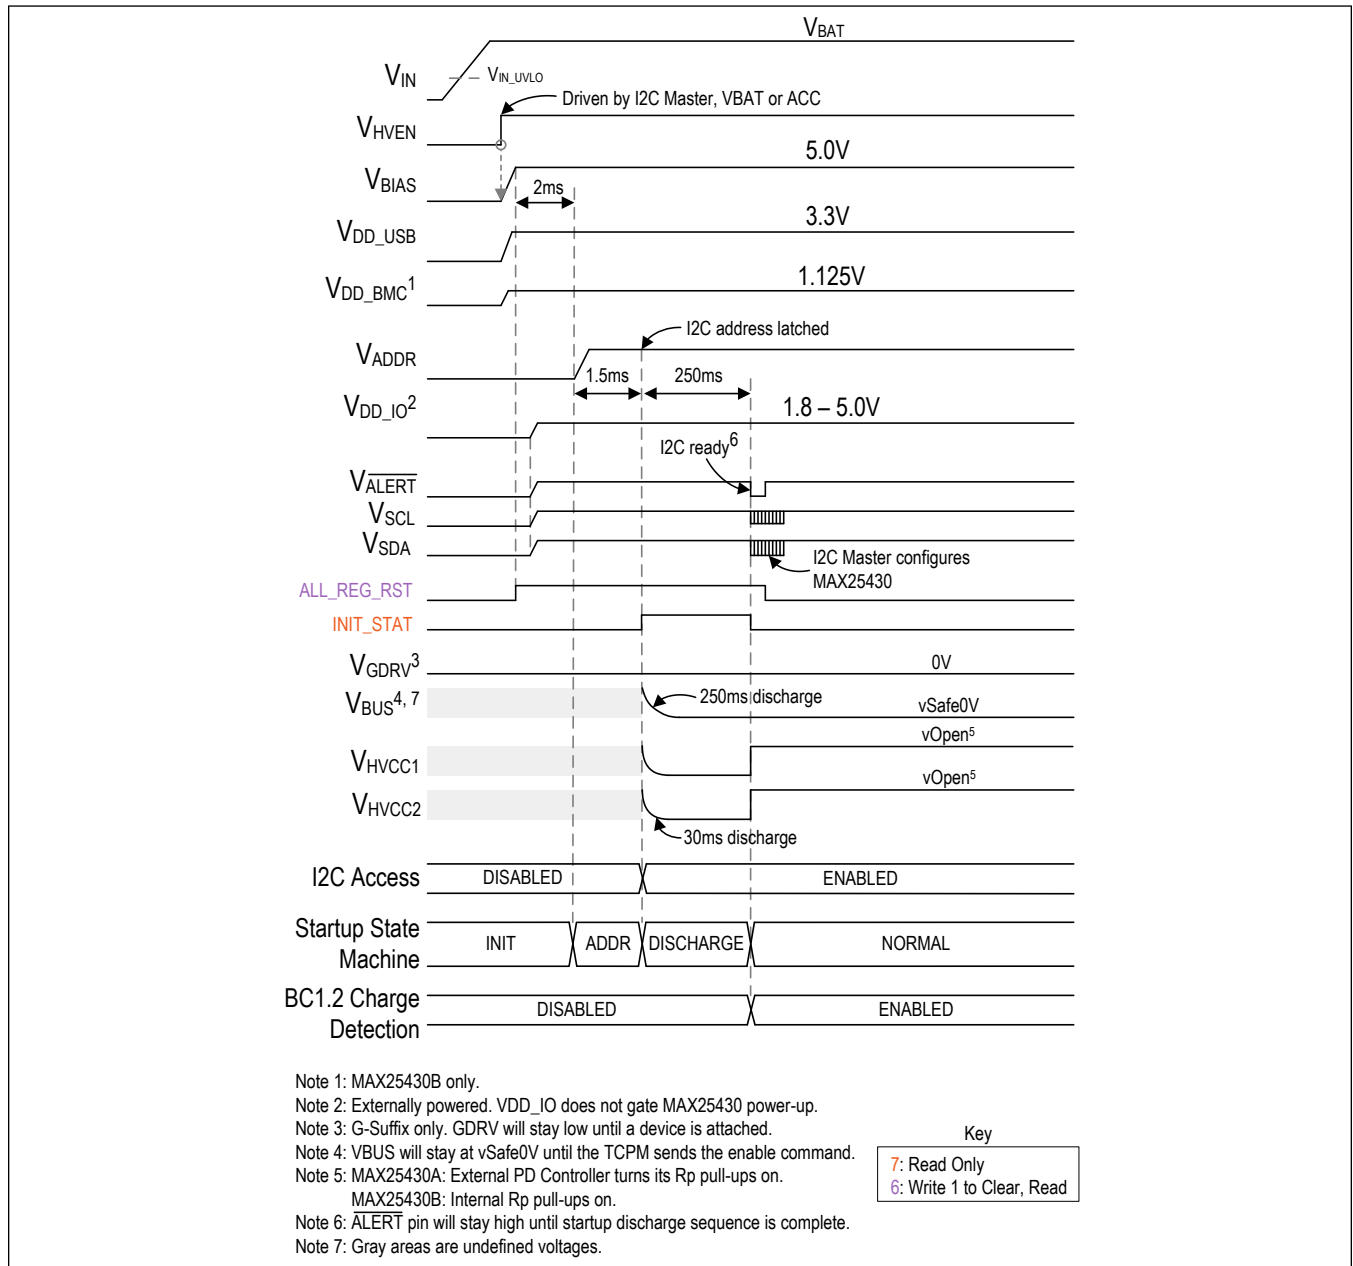 VBAT
VIN
VIN_UVLO
Driven by I2C Master, VBAT or ACC
VHVEN
5.0V
VBIAS
2ms
3.3V
VDD_USB
1.125V
VDD_BMC1
I2C address latched
VADDR
1.5ms 250ms
VDD_IO2
1.8 – 5.0V
I2C ready6
VALERT
VSCL
VSDA
I2C Master configures
MAX25430
ALL_REG_RST
INIT_STAT
VGDRV3
0V
VBUS4, 7
250ms discharge
vSafe0V
vOpen5
VHVCC1
vOpen5
VHVCC2
30ms discharge
I2C Access DISABLED ENABLED
Startup State
Machine
INIT ADDR DISCHARGE NORMAL
BC1.2 Charge
Detection
DISABLED ENABLED
Note 1: MAX25430B only.
Note 2: Externally powered. VDD_IO does not gate MAX25430 power-up.
Note 3: G-Suffix only. GDRV will stay low until a device is attached.
Note 4: VBUS will stay at vSafe0V until the TCPM sends the enable command.
Note 5: MAX25430A: External PD Controller turns its Rp pull-ups on.
MAX25430B: Internal Rp pull-ups on.
Note 6: ALERT pin will stay high until startup discharge sequence is complete.
Note 7: Gray areas are undefined voltages.
Key
7: Read Only
6: Write 1 to Clear, Read